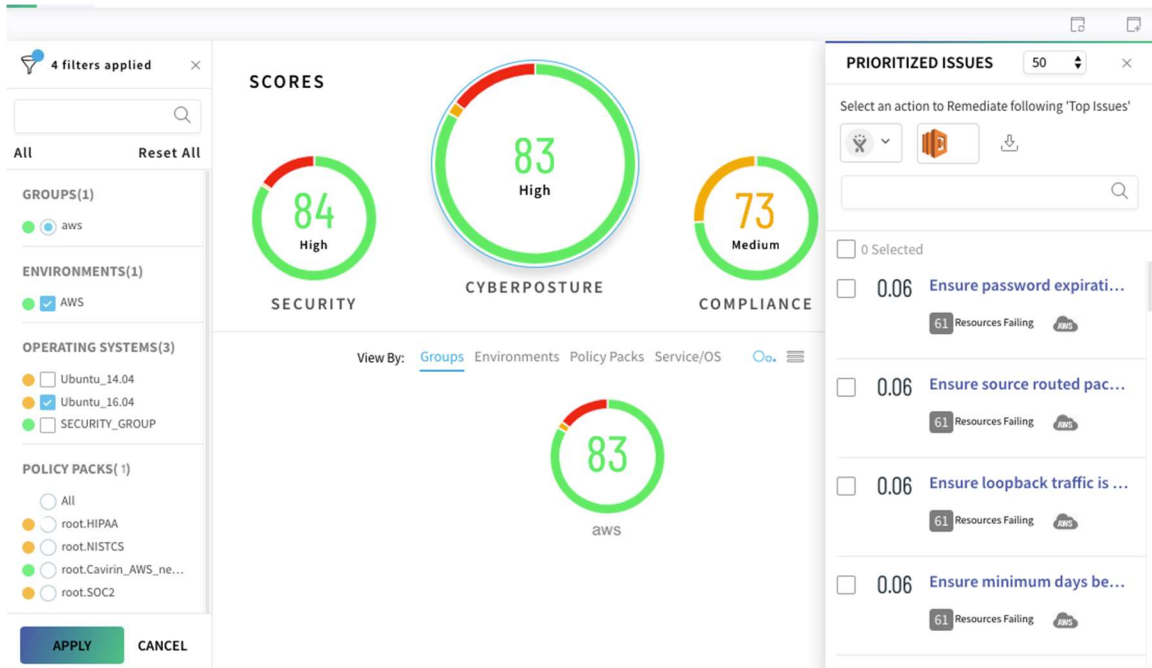 4 filters applied
All Reset All
GROUPS(1)
aws
ENVIRONMENTS(1)
AWS
OPERATING SYSTEMS(3)
Ubuntu_14.04
Ubuntu_16.04
SECURITY_GROUP
POLICY PACKS( 1)
All
root.HIPAA
root.NISTCS
root.Cavirin_AWS_ne...
root.SOC2
APPLY CANCEL
SCORES
84
High
SECURITY
83
High
CYBERPOSTURE
73
Medium
COMPLIANCE
View By: Groups Environments Policy Packs Service/OS
83
aws
PRIORITIZED ISSUES 50
Select an action to Remediate following 'Top Issues'
0 Selected
0.06 Ensure password expirati...
61 Resources Failing AWS
0.06 Ensure source routed pac...
61 Resources Failing AWS
0.06 Ensure loopback traffic is ...
61 Resources Failing AWS
0.06 Ensure minimum days be...
61 Resources Failing AWS